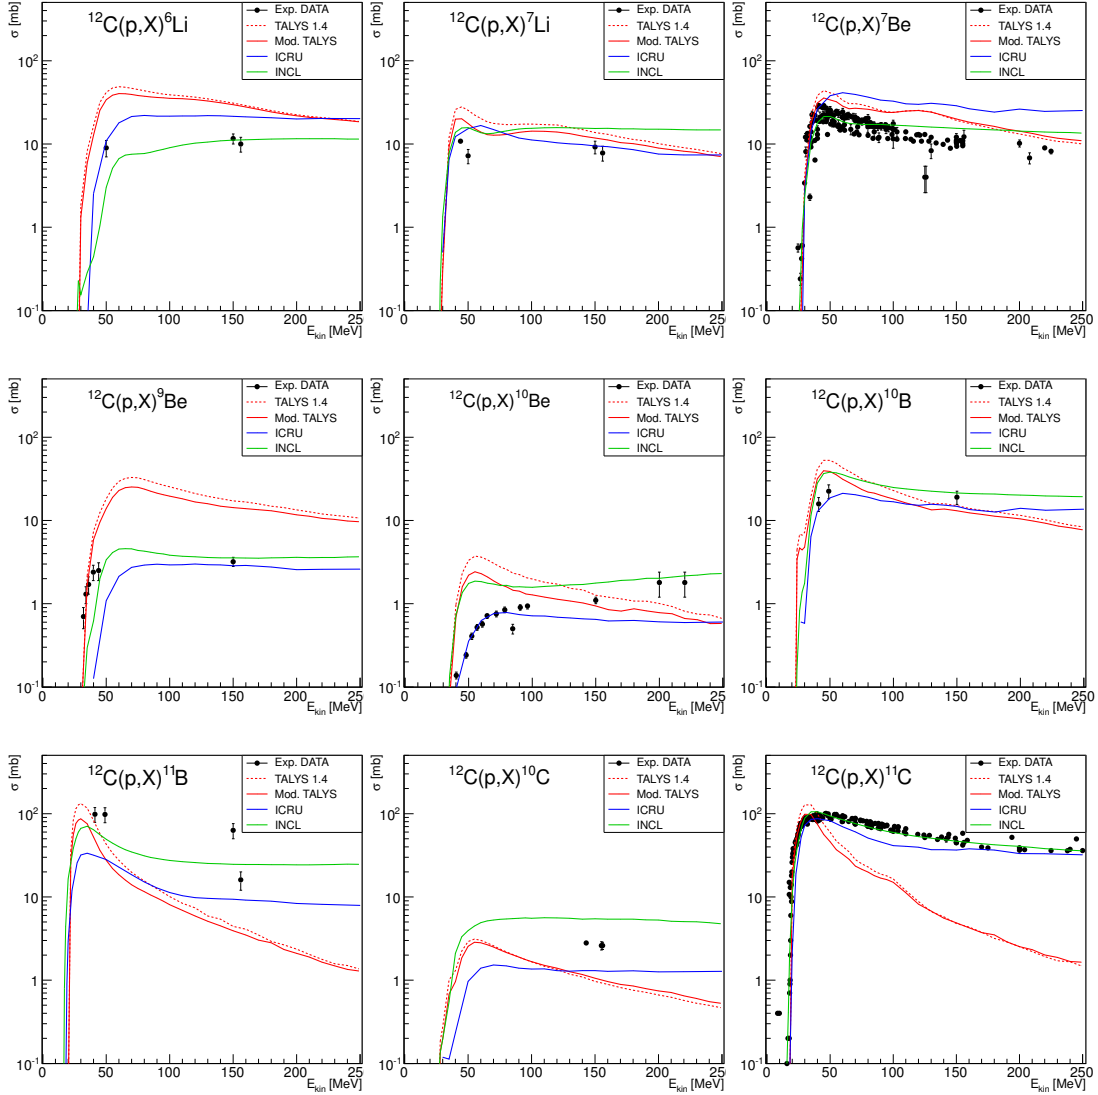 σ [mb]
¹²C(p,X)⁶Li
Exp. DATA
TALYS 1.4
Mod. TALYS
ICRU
INCL
10²
10
1
10⁻¹
0 50 100 150 200 25
E_kin [MeV]
σ [mb]
¹²C(p,X)⁷Li
Exp. DATA
TALYS 1.4
Mod. TALYS
ICRU
INCL
10²
10
1
10⁻¹
0 50 100 150 200 25
E_kin [MeV]
σ [mb]
¹²C(p,X)⁷Be
Exp. DATA
TALYS 1.4
Mod. TALYS
ICRU
INCL
10²
10
1
10⁻¹
0 50 100 150 200 250
E_kin [MeV]
σ [mb]
¹²C(p,X)⁹Be
Exp. DATA
TALYS 1.4
Mod. TALYS
ICRU
INCL
10²
10
1
10⁻¹
0 50 100 150 200 25
E_kin [MeV]
σ [mb]
¹²C(p,X)¹⁰Be
Exp. DATA
TALYS 1.4
Mod. TALYS
ICRU
INCL
10²
10
1
10⁻¹
0 50 100 150 200 25
E_kin [MeV]
σ [mb]
¹²C(p,X)¹⁰B
Exp. DATA
TALYS 1.4
Mod. TALYS
ICRU
INCL
10²
10
1
10⁻¹
0 50 100 150 200 250
E_kin [MeV]
σ [mb]
¹²C(p,X)¹¹B
Exp. DATA
TALYS 1.4
Mod. TALYS
ICRU
INCL
10²
10
1
10⁻¹
0 50 100 150 200 25
E_kin [MeV]
σ [mb]
¹²C(p,X)¹⁰C
Exp. DATA
TALYS 1.4
Mod. TALYS
ICRU
INCL
10²
10
1
10⁻¹
0 50 100 150 200 25
E_kin [MeV]
σ [mb]
¹²C(p,X)¹¹C
Exp. DATA
TALYS 1.4
Mod. TALYS
ICRU
INCL
10²
10
1
10⁻¹
0 50 100 150 200 250
E_kin [MeV]